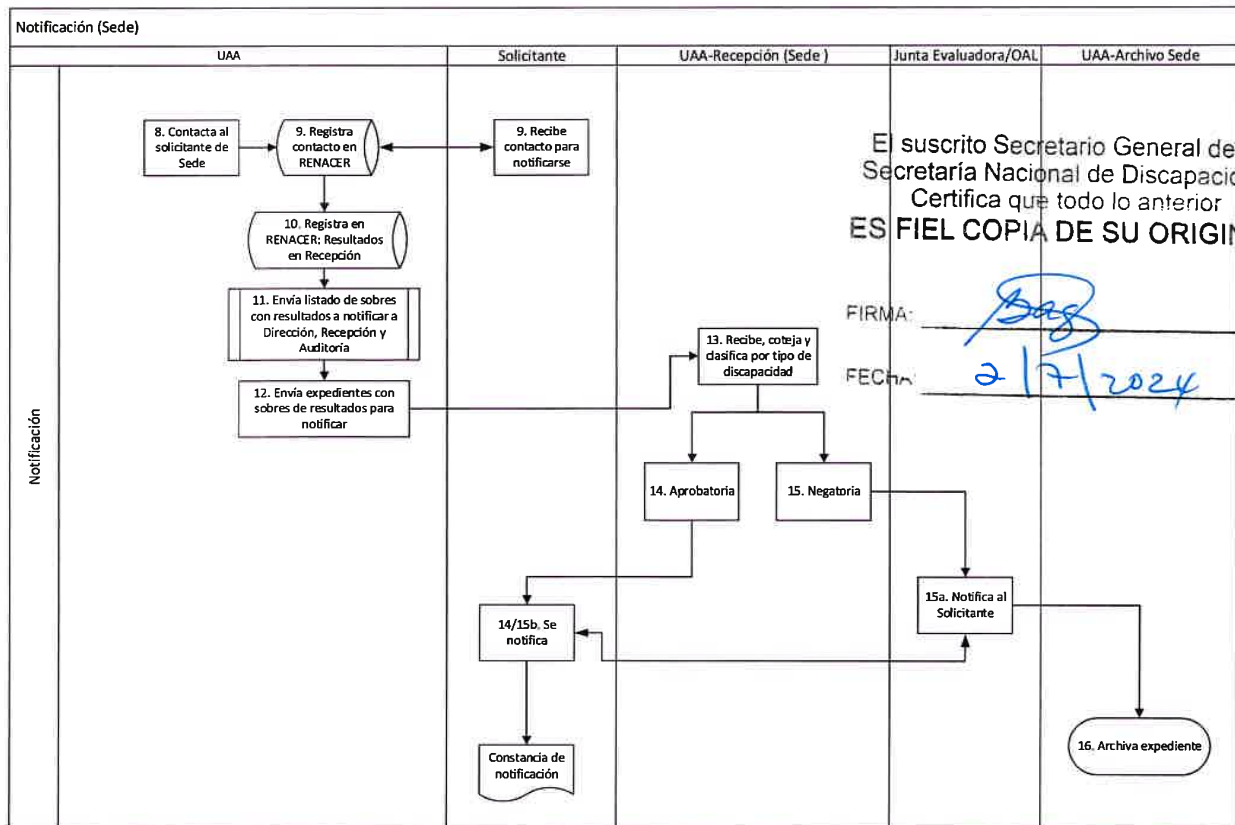 Notificación (Sede)
UAA
Solicitante
UAA-Recepción (Sede )
Junta Evaluadora/OAL
UAA-Archivo Sede
Notificación
8. Contacta al
solicitante de
Sede
9. Registra
contacto en
RENACER
9. Recibe
contacto para
notificarse
10. Registra en
RENACER: Resultados
en Recepción
11. Envía listado de sobres
con resultados a notificar a
Dirección, Recepción y
Auditoría
12. Envía expedientes con
sobres de resultados para
notificar
13. Recibe, coteja y
clasifica por tipo de
discapacidad
14. Aprobatoria
15. Negatoria
14/15b. Se
notifica
15a. Notifica al
Solicitante
Constancia de
notificación
16. Archiva expediente
El suscrito Secretario General de
Secretaría Nacional de Discapacid
Certifica que todo lo anterior
ES FIEL COPIA DE SU ORIGIN
FIRMA:
FECHA: 2/7/2024